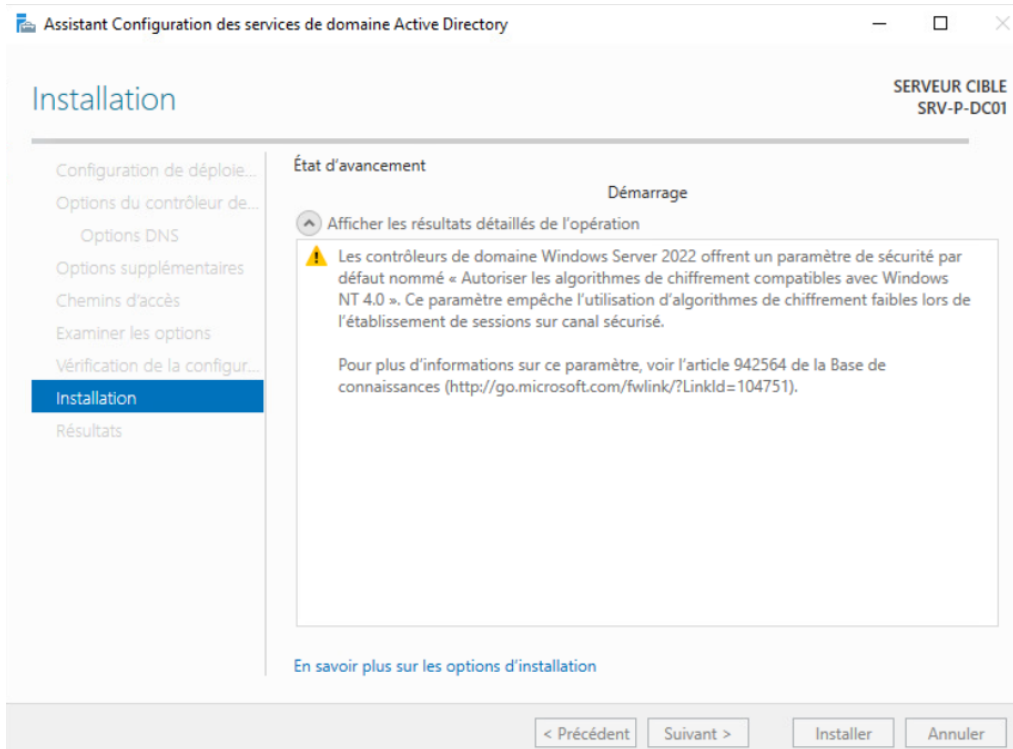 Assistant Configuration des services de domaine Active Directory
Installation
SERVEUR CIBLE
SRV-P-DC01
Configuration de déploie...
Options du contrôleur de...
Options DNS
Options supplémentaires
Chemins d'accès
Examiner les options
Vérification de la configur...
Installation
Résultats
État d'avancement
Démarrage
Afficher les résultats détaillés de l'opération
Les contrôleurs de domaine Windows Server 2022 offrent un paramètre de sécurité par
défaut nommé « Autoriser les algorithmes de chiffrement compatibles avec Windows
NT 4.0 ». Ce paramètre empêche l'utilisation d'algorithmes de chiffrement faibles lors de
l'établissement de sessions sur canal sécurisé.
Pour plus d'informations sur ce paramètre, voir l'article 942564 de la Base de
connaissances (http://go.microsoft.com/fwlink/?LinkId=104751).
En savoir plus sur les options d'installation
< Précédent
Suivant >
Installer
Annuler